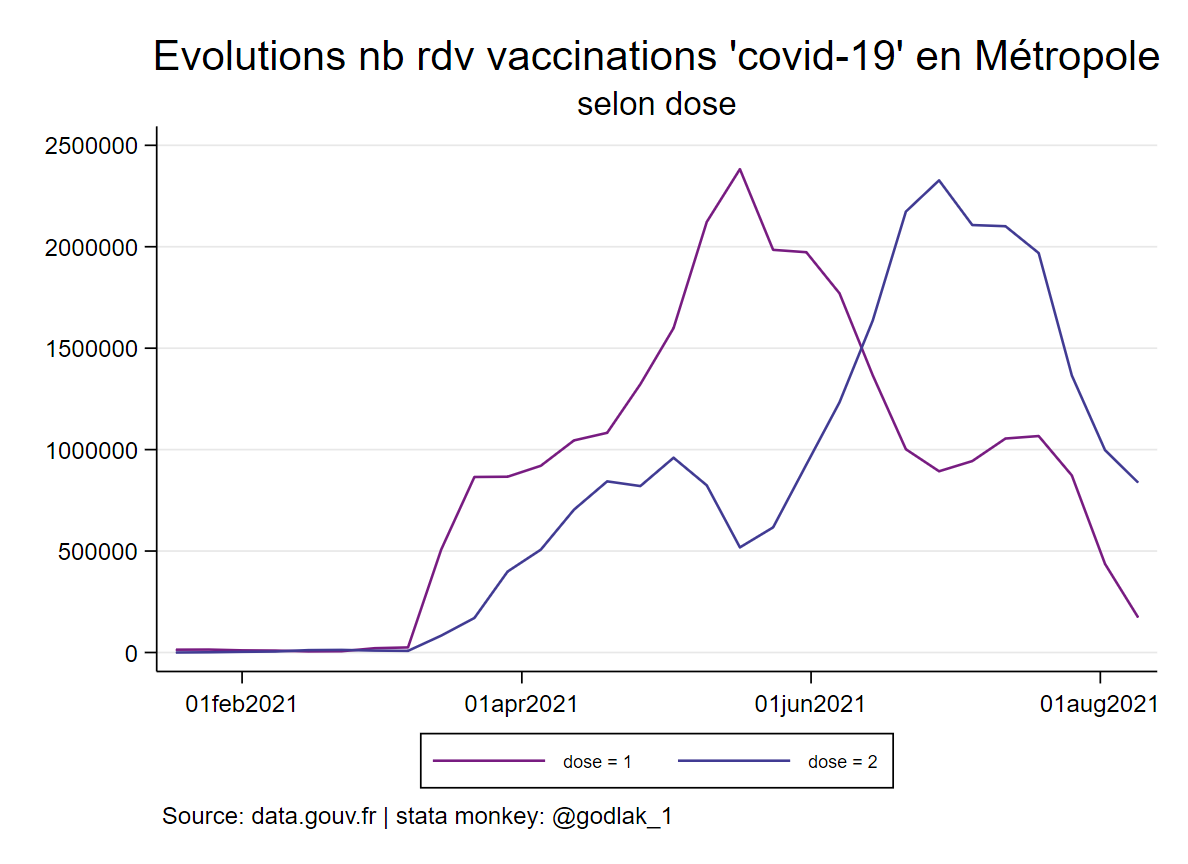 Evolutions nb rdv vaccinations 'covid-19' en Métropole
selon dose
2500000
2000000
1500000
1000000
500000
0
01feb2021 01apr2021 01jun2021 01aug2021
dose = 1 dose = 2
Source: data.gouv.fr | stata monkey: @godlak_1